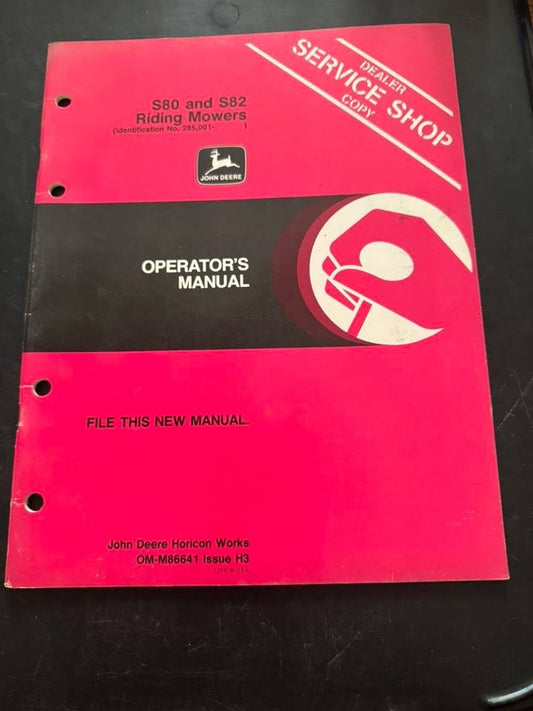 DEALER
SERVICE SHOP
COPY
S80 and S82
Riding Mowers
(Identification No. 285,001- )
JOHN DEERE
OPERATOR'S
MANUAL
FILE THIS NEW MANUAL.
John Deere Horicon Works
OM-M86641 Issue H3